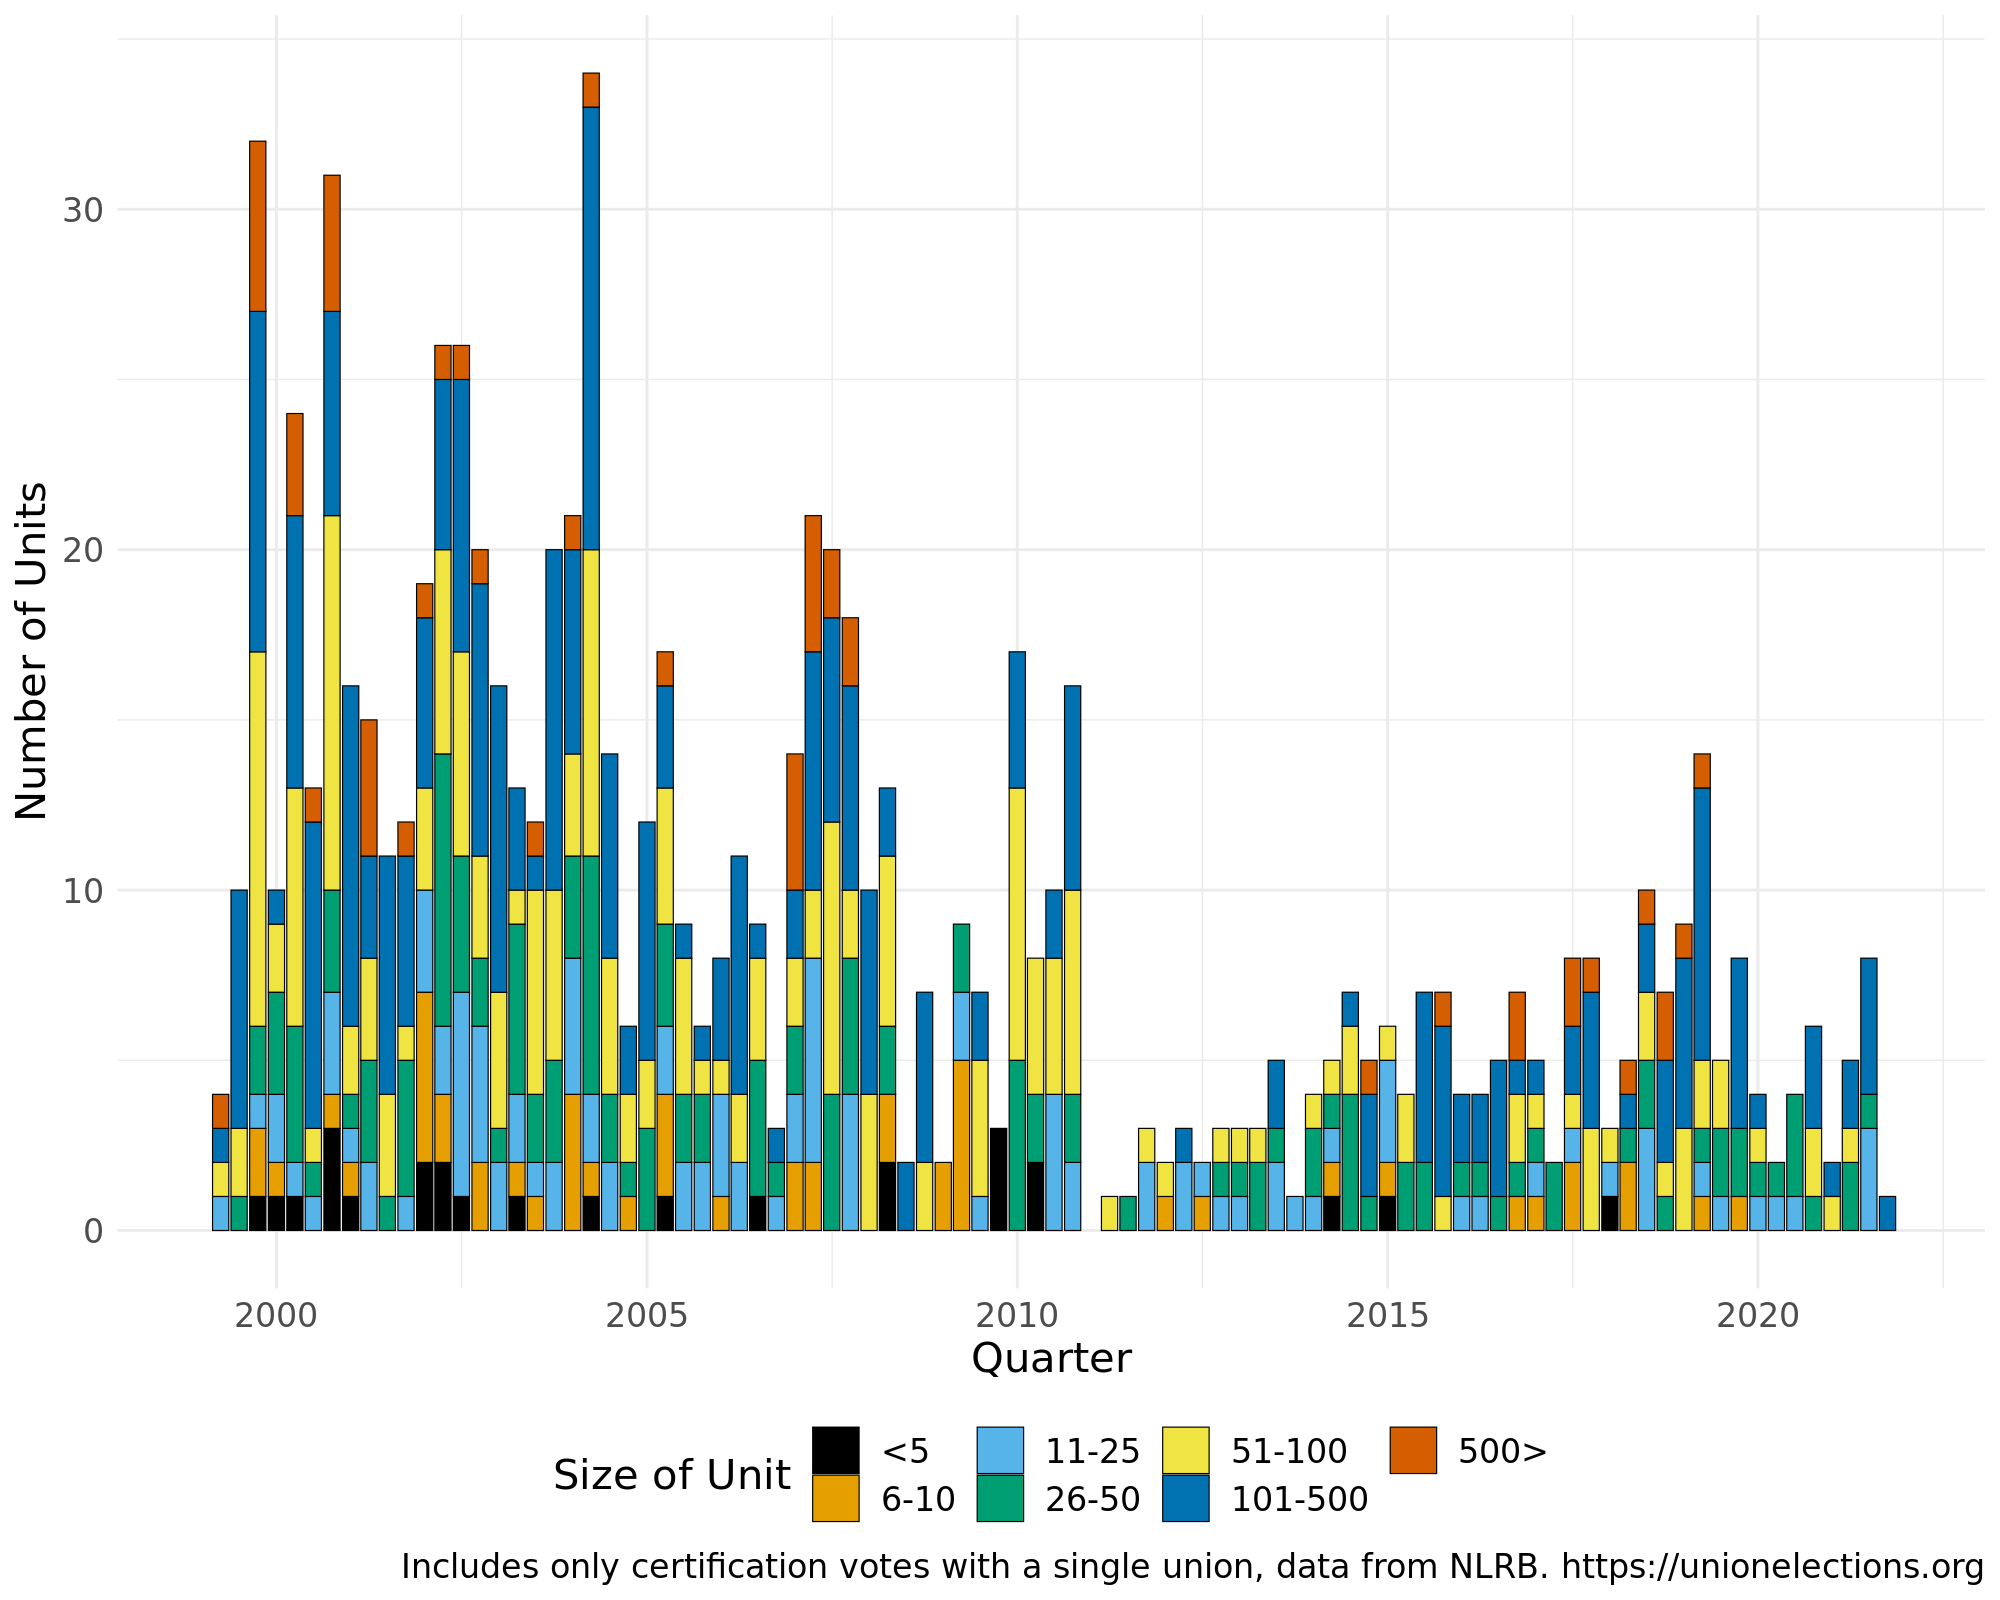 30
20
10
0
Number of Units
2000 2005 2010 2015 2020
Quarter
Size of Unit
<5 11-25 51-100 500>
6-10 26-50 101-500
Includes only certification votes with a single union, data from NLRB. https://unionelections.org